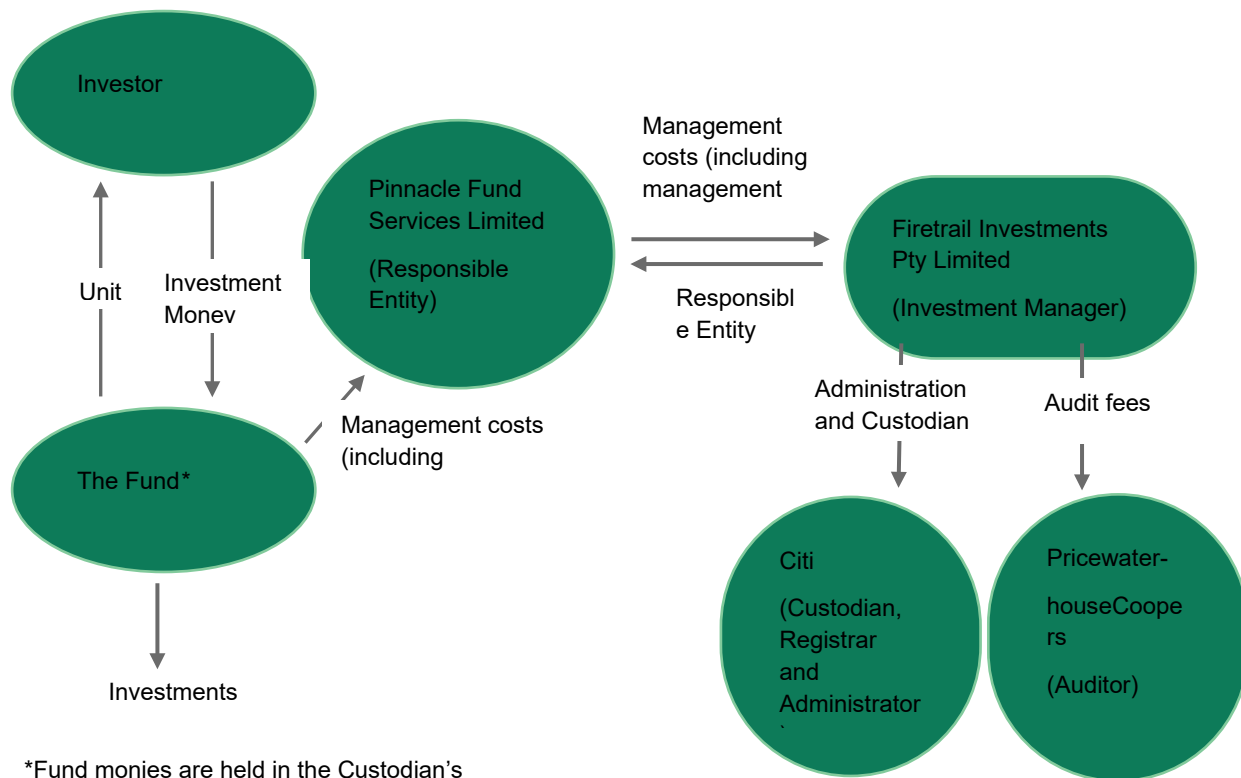 Investor
Unit
Investment
Money
The Fund*
Investments
*Fund monies are held in the Custodian’s
Management costs
(including
Pinnacle Fund
Services Limited
(Responsible
Entity)
Management
costs (including
management
Responsibl
e Entity
Firetrail Investments
Pty Limited
(Investment Manager)
Administration
and Custodian
Audit fees
Citi
(Custodian,
Registrar
and
Administrator
)
Pricewater-
houseCoope
rs
(Auditor)